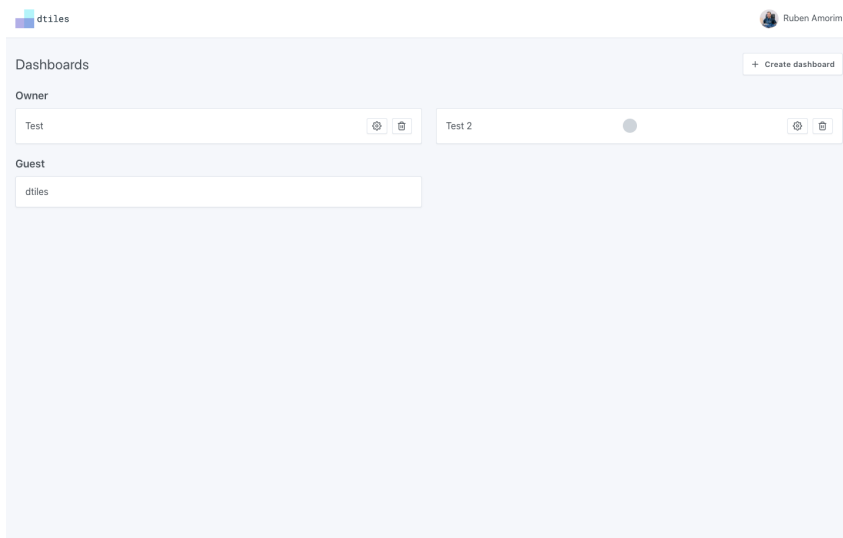 dtiles
Ruben Amorim
Dashboards
+ Create dashboard
Owner
Test
Test 2
Guest
dtiles